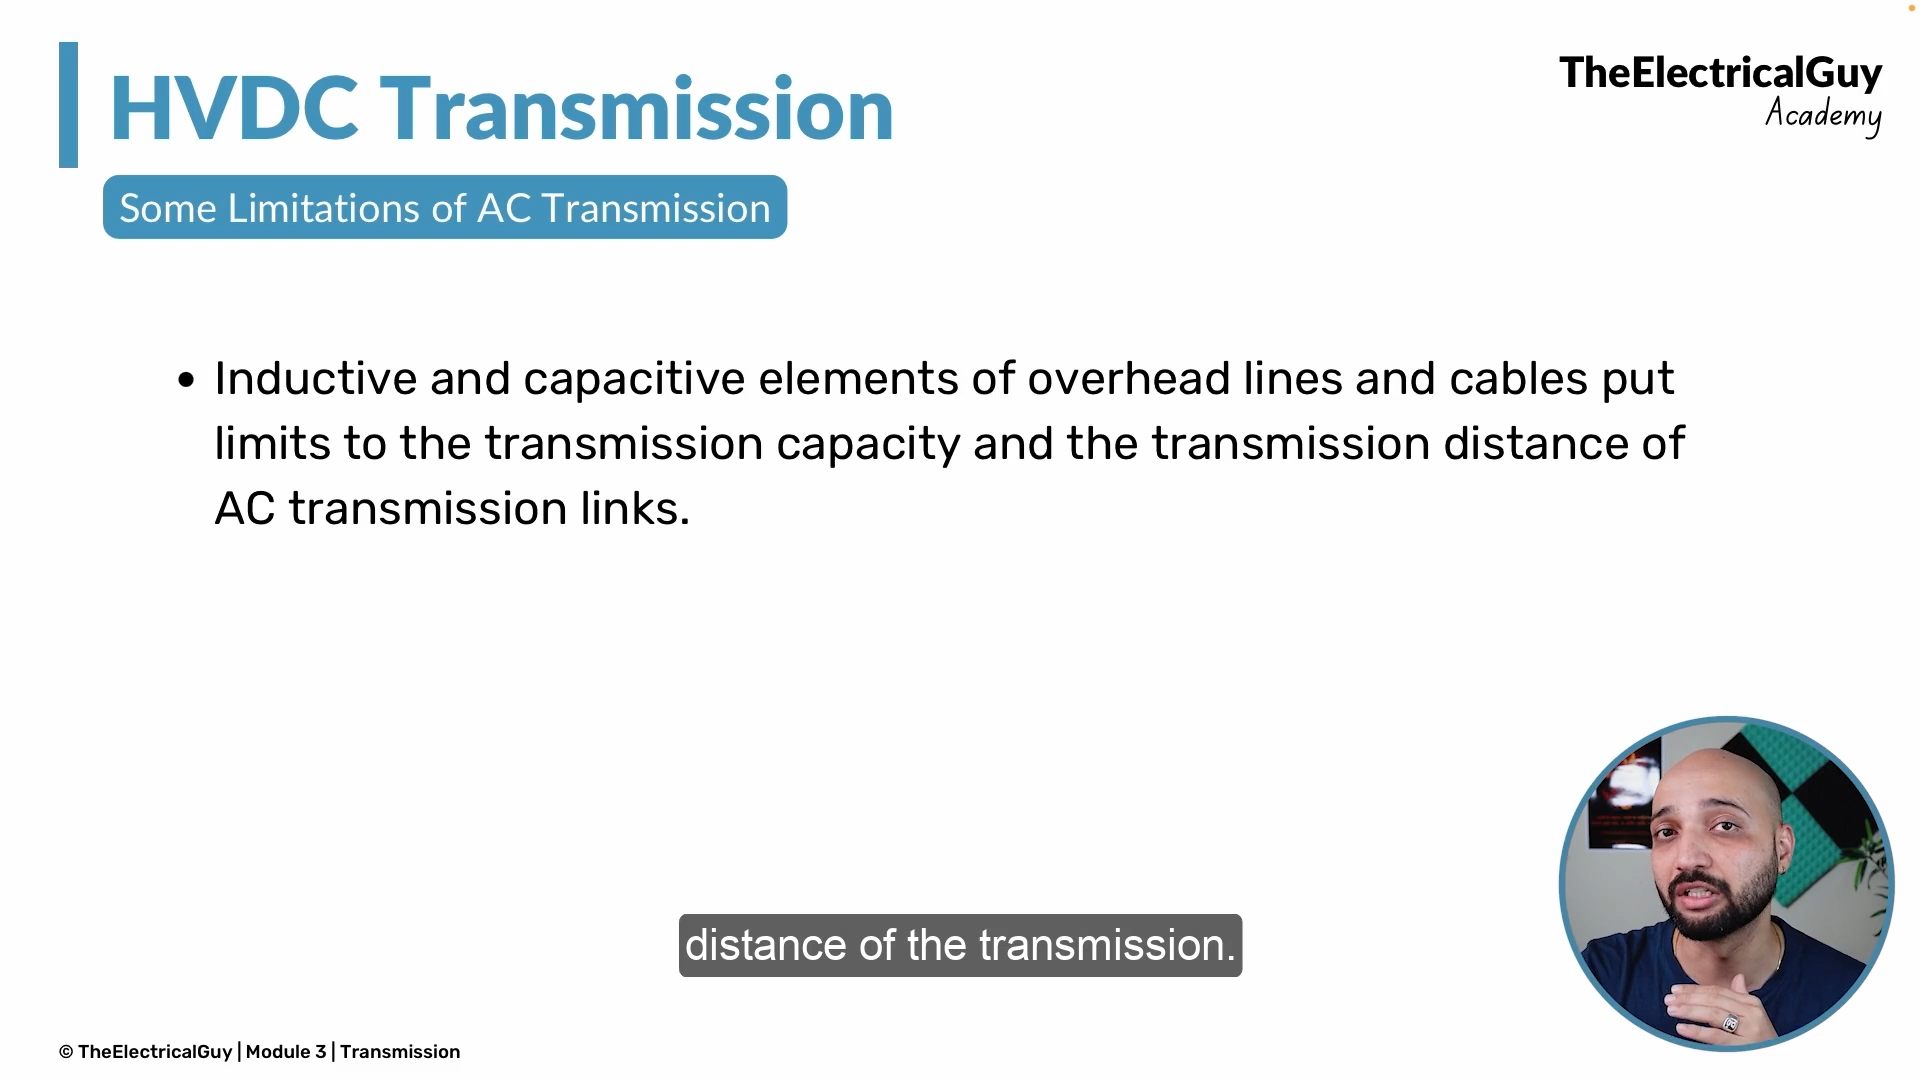 HVDC Transmission
TheElectricalGuy
Academy
Some Limitations of AC Transmission
• Inductive and capacitive elements of overhead lines and cables put
limits to the transmission capacity and the transmission distance of
AC transmission links.
distance of the transmission.
© TheElectricalGuy | Module 3 | Transmission